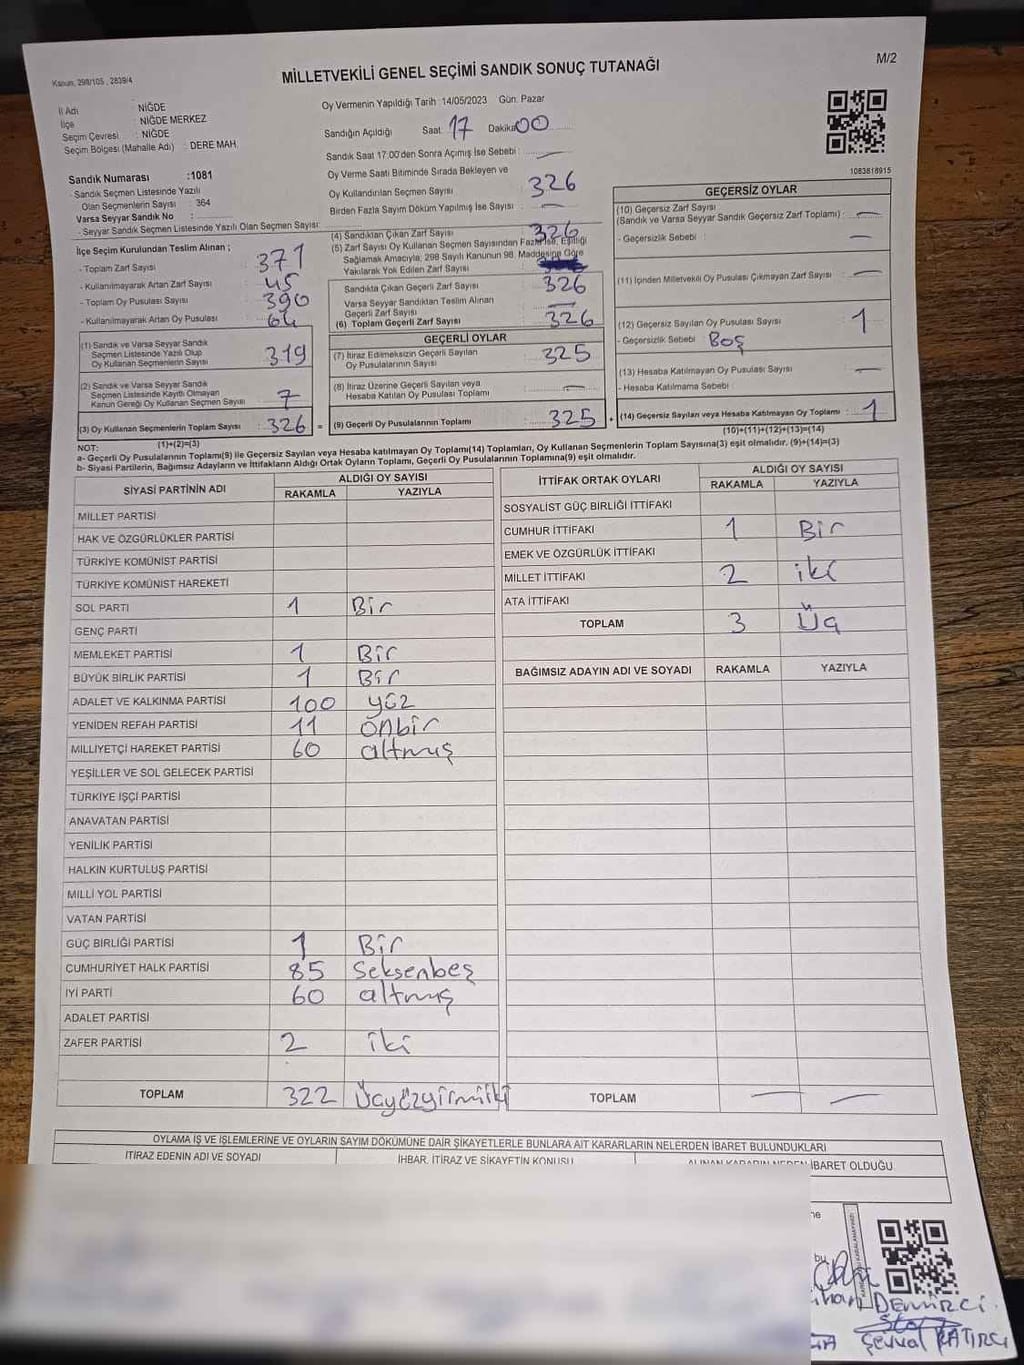 Kanun, 298/105 , 2839/4
M/2
MİLLETVEKİLİ GENEL SEÇİMİ SANDIK SONUÇ TUTANAĞI
İl Adı : NİĞDE
İlçe : NİĞDE MERKEZ
Seçim Çevresi : NİĞDE
Seçim Bölgesi (Mahalle Adı) : DERE MAH.
Sandık Numarası :1081
- Sandık Seçmen Listesinde Yazılı
Olan Seçmenlerin Sayısı : 364
Varsa Seyyar Sandık No :
- Seyyar Sandık Seçmen Listesinde Yazılı Olan Seçmen Sayısı:
Oy Vermenin Yapıldığı Tarih :14/05/2023 Gün: Pazar
Sandığın Açıldığı Saat: 17 Dakika: 00
Sandık Saat 17:00'den Sonra Açımış İse Sebebi : —
Oy Verme Saati Bitiminde Sırada Bekleyen ve
Oy Kullandırılan Seçmen Sayısı : 326
Birden Fazla Sayım Döküm Yapılmış İse Sayısı : —
1083818915
İlçe Seçim Kurulundan Teslim Alınan ;
- Toplam Zarf Sayısı : 371
- Kullanılmayarak Artan Zarf Sayısı : 45
- Toplam Oy Pusulası Sayısı : 390
- Kullanılmayarak Artan Oy Pusulası : 64
(1) Sandık ve Varsa Seyyar Sandık
Seçmen Listesinde Yazılı Olup
Oy Kullanan Seçmenlerin Sayısı : 319
(2) Sandık ve Varsa Seyyar Sandık
Seçmen Listesinde Kayıtlı Olmayan
Kanun Gereği Oy Kullanan Seçmen Sayısı : 7
(3) Oy Kullanan Seçmenlerin Toplam Sayısı : 326 =
(1)+(2)=(3)
(4) Sandıktan Çıkan Zarf Sayısı : 326
(5) Zarf Sayısı Oy Kullanan Seçmen Sayısından Fazla İse, Eşitliği
Sağlamak Amacıyla, 298 Sayılı Kanunun 98. Maddesine Göre
Yakılarak Yok Edilen Zarf Sayısı
Sandıkta Çıkan Geçerli Zarf Sayısı : 326
Varsa Seyyar Sandıktan Teslim Alınan
Geçerli Zarf Sayısı : —
(6) Toplam Geçerli Zarf Sayısı : 326
GEÇERLİ OYLAR
(7) İtiraz Edilmeksizin Geçerli Sayılan
Oy Pusulalarının Sayısı : 325
(8) İtiraz Üzerine Geçerli Sayılan veya
Hesaba Katılan Oy Pusulası Toplamı : —
(9) Geçerli Oy Pusulalarının Toplamı : 325 +
GEÇERSİZ OYLAR
(10) Geçersiz Zarf Sayısı
(Sandık ve Varsa Seyyar Sandık Geçersiz Zarf Toplamı) : —
- Geçersizlik Sebebi : —
(11) İçinden Milletvekili Oy Pusulası Çıkmayan Zarf Sayısı : —
(12) Geçersiz Sayılan Oy Pusulası Sayısı : 1
- Geçersizlik Sebebi : Boş
(13) Hesaba Katılmayan Oy Pusulası Sayısı : —
- Hesaba Katılmama Sebebi
(14) Geçersiz Sayılan veya Hesaba Katılmayan Oy Toplamı : 1
(10)+(11)+(12)+(13)=(14)
NOT:
a- Geçerli Oy Pusulalarının Toplamı(9) ile Geçersiz Sayılan veya Hesaba katılmayan Oy Toplamı(14) Toplamları, Oy Kullanan Seçmenlerin Toplam Sayısına(3) eşit olmalıdır. (9)+(14)=(3)
b- Siyasi Partilerin, Bağımsız Adayların ve İttifakların Aldığı Ortak Oyların Toplamı, Geçerli Oy Pusulalarının Toplamına(9) eşit olmalıdır.
SİYASİ PARTİNİN ADI ALDIĞI OY SAYISI
RAKAMLA YAZIYLA
MİLLET PARTİSİ
HAK VE ÖZGÜRLÜKLER PARTİSİ
TÜRKİYE KOMÜNİST PARTİSİ
TÜRKİYE KOMÜNİST HAREKETİ
SOL PARTİ 1 Bir
GENÇ PARTİ
MEMLEKET PARTİSİ 1 Bir
BÜYÜK BİRLİK PARTİSİ 1 Bir
ADALET VE KALKINMA PARTİSİ 100 yüz
YENİDEN REFAH PARTİSİ 11 onbir
MİLLİYETÇİ HAREKET PARTİSİ 60 altmış
YEŞİLLER VE SOL GELECEK PARTİSİ
TÜRKİYE İŞÇİ PARTİSİ
ANAVATAN PARTİSİ
YENİLİK PARTİSİ
HALKIN KURTULUŞ PARTİSİ
MİLLİ YOL PARTİSİ
VATAN PARTİSİ
GÜÇ BİRLİĞİ PARTİSİ 1 Bir
CUMHURİYET HALK PARTİSİ 85 Seksenbeş
İYİ PARTİ 60 altmış
ADALET PARTİSİ
ZAFER PARTİSİ 2 iki
TOPLAM 322 Üçyüzyirmiiki
İTTİFAK ORTAK OYLARI ALDIĞI OY SAYISI
RAKAMLA YAZIYLA
SOSYALİST GÜÇ BİRLİĞİ İTTİFAKI
CUMHUR İTTİFAKI 1 Bir
EMEK VE ÖZGÜRLÜK İTTİFAKI
MİLLET İTTİFAKI 2 iki
ATA İTTİFAKI
TOPLAM 3 Üç
BAĞIMSIZ ADAYIN ADI VE SOYADI RAKAMLA YAZIYLA
TOPLAM — —
OYLAMA İŞ VE İŞLEMLERİNE VE OYLARIN SAYIM DÖKÜMÜNE DAİR ŞİKAYETLERLE BUNLARA AİT KARARLARIN NELERDEN İBARET BULUNDUKLARI
İTİRAZ EDENİN ADI VE SOYADI
İHBAR, İTİRAZ VE ŞİKAYETİN KONUSU
ALINAN KARARIN NEDEN İBARET OLDUĞU
DEMİRCİ
Şevval KATIRCI